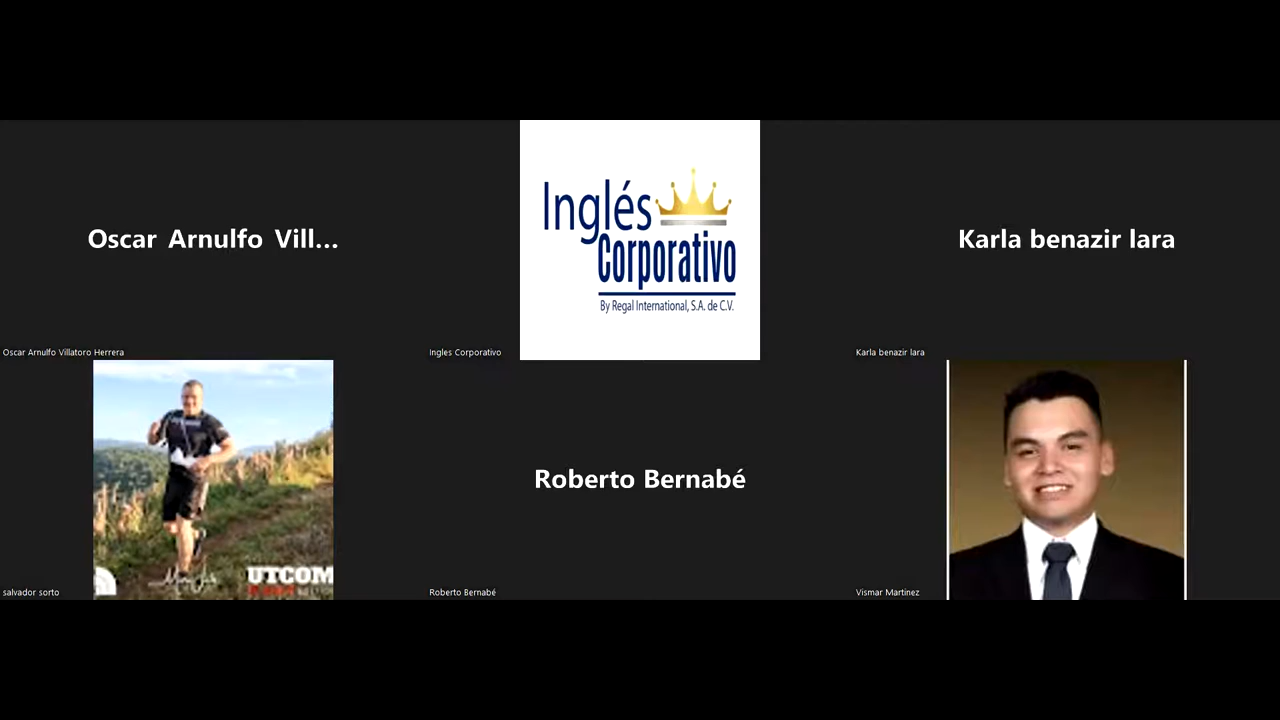 Oscar Arnulfo Vill...
Oscar Arnulfo Villatoro Herrera
Inglés
Corporativo
By Regal International, S.A. de C.V.
Ingles Corporativo
Karla benazir lara
Karla benazir lara
UTCOM
salvador sorto
Roberto Bernabé
Roberto Bernabé
Vismar Martinez